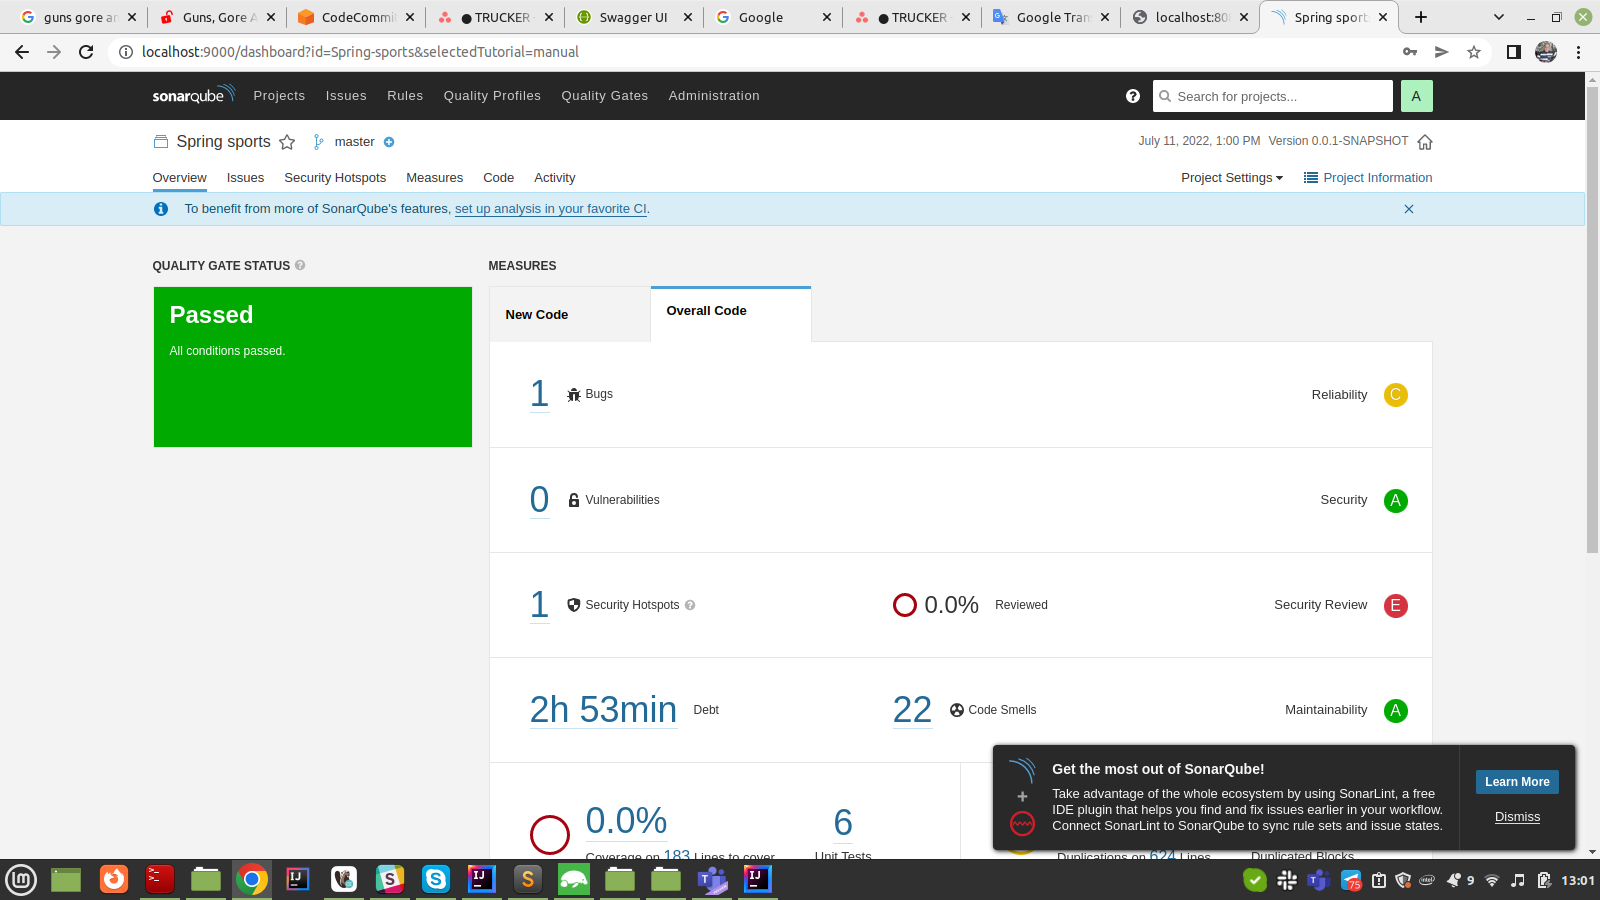 guns gore an
Guns, Gore A
CodeCommit
● TRUCKER
Swagger UI
Google
● TRUCKER
Google Tran
localhost:80
Spring sport
localhost:9000/dashboard?id=Spring-sports&selectedTutorial=manual
sonarqube
Projects
Issues
Rules
Quality Profiles
Quality Gates
Administration
Search for projects...
A
Spring sports
master
July 11, 2022, 1:00 PM Version 0.0.1-SNAPSHOT
Overview
Issues
Security Hotspots
Measures
Code
Activity
Project Settings
Project Information
To benefit from more of SonarQube's features, set up analysis in your favorite CI.
QUALITY GATE STATUS
MEASURES
Passed
All conditions passed.
New Code
Overall Code
1 Bugs
Reliability C
0 Vulnerabilities
Security A
1 Security Hotspots
0.0% Reviewed
Security Review E
2h 53min Debt
22 Code Smells
Maintainability A
0.0%
Coverage on 183 Lines to cover
6
Unit Tests
Duplications on 624 Lines
Duplicated Blocks
Get the most out of SonarQube!
Take advantage of the whole ecosystem by using SonarLint, a free
IDE plugin that helps you find and fix issues earlier in your workflow.
Connect SonarLint to SonarQube to sync rule sets and issue states.
Learn More
Dismiss
75
9
13:01